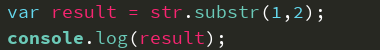 var result = str.substr(1,2);
console.log(result);